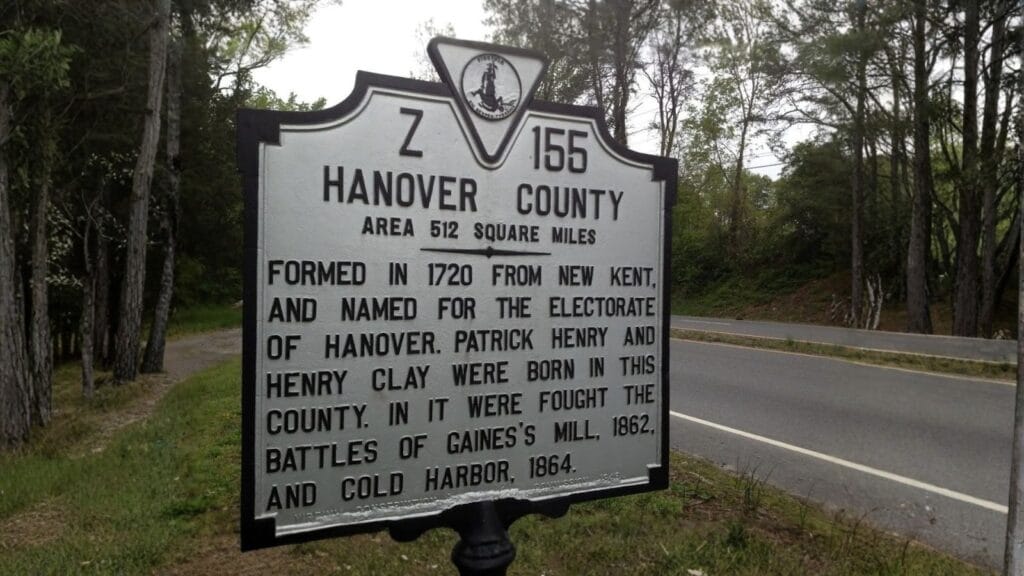 Z 155
HANOVER COUNTY
AREA 512 SQUARE MILES
FORMED IN 1720 FROM NEW KENT,
AND NAMED FOR THE ELECTORATE
OF HANOVER. PATRICK HENRY AND
HENRY CLAY WERE BORN IN THIS
COUNTY. IN IT WERE FOUGHT THE
BATTLES OF GAINES'S MILL, 1862,
AND COLD HARBOR, 1864.